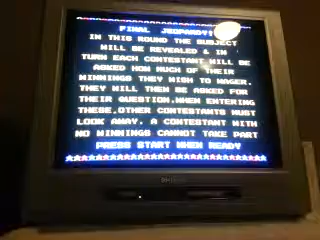 FINAL JEOPARDY!
IN THIS ROUND THE SUBJECT
WILL BE REVEALED & IN
TURN EACH CONTESTANT WILL BE
ASKED HOW MUCH OF THEIR
WINNINGS THEY WISH TO WAGER.
THEY WILL THEN BE ASKED FOR
THEIR QUESTION.WHEN ENTERING
THESE,OTHER CONTESTANTS MUST
LOOK AWAY. A CONTESTANT WITH
NO WINNINGS CANNOT TAKE PART
PRESS START WHEN READY